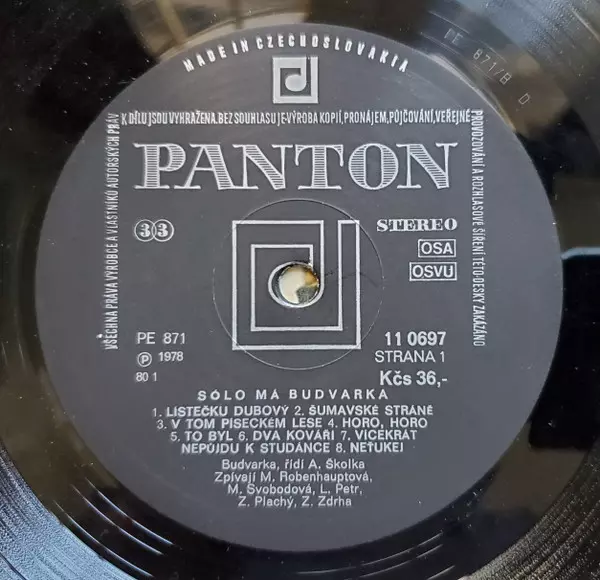 MADE IN CZECHOSLOVAKIA
PE 871/B D
VŠECHNA PRÁVA VÝROBCE A VLASTNÍKŮ AUTORSKÝCH PRÁV
K DÍLU JSOU VYHRAŽENA. BEZ SOUHLASU JE VÝROBA KOPIÍ, PRONÁJEM, PŮJČOVÁNÍ, VEŘEJNÉ
PROVOZOVÁNÍ A ROZHLASOVÉ ŠÍŘENÍ TÉTO DESKY ZAKÁZÁNO
PANTON
33
STEREO
OSA
OSVU
PE 871
Ⓟ 1978
80 1
11 0697
STRANA 1
Kčs 36,-
SÓLO MÁ BUDVARKA
1. LISTEČKU DUBOVÝ 2. ŠUMAVSKÉ STRÁNĚ
3. V TOM PISECKÉM LESE 4. HORO, HORO
5. TO BYL 6. DVA KOVÁŘI 7. VÍCEKRÁT
NEPŮJDU K STUDÁNCE 8. NEŤUKEJ
Budvarka, řídí A. Školka
Zpívají M. Robenhauptová,
M. Svobodová, L. Petr,
Z. Plachý, Z. Zdrha